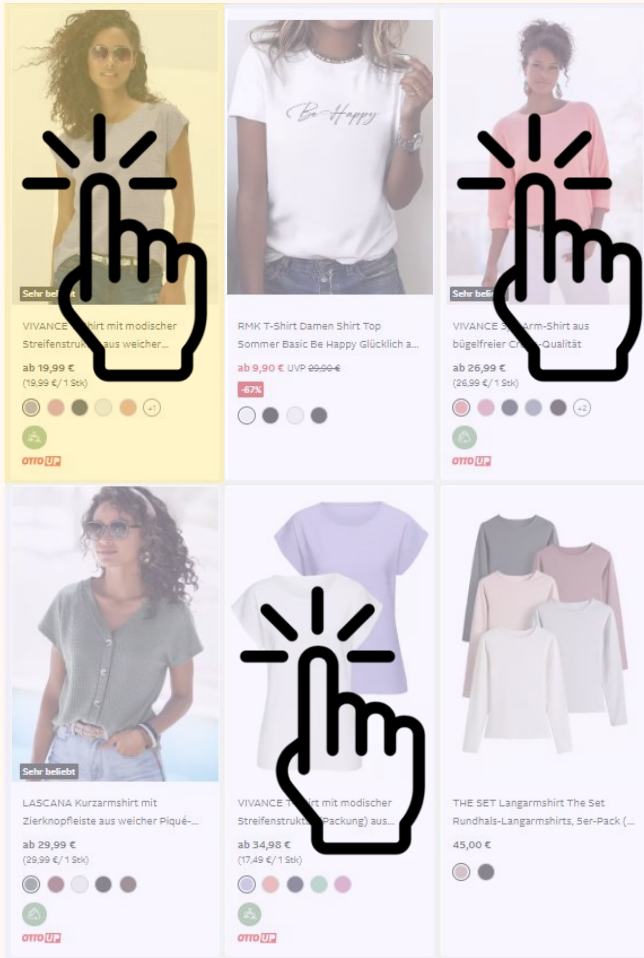 Be Happy
Sehr bel
Sehr beli
VIVANCE hirt mit modischer
Streifenstruk aus weicher...
ab 19,99 €
(19,99 €/1 Stk)
+1
OTTO UP
RMK T-Shirt Damen Shirt Top
Sommer Basic Be Happy Glücklich a...
ab 9,90 € UVP 29,90 €
-67%
VIVANCE Arm-Shirt aus
bügelfreier -Qualität
ab 26,99 €
(26,99 €/1 Stk)
+2
OTTO UP
Sehr beliebt
LASCANA Kurzarmshirt mit
Zierknopfleiste aus weicher Piqué-...
ab 29,99 €
(29,99 €/1 Stk)
OTTO UP
VIVANCE T irt mit modischer
Streifenstrukt Packung) aus...
ab 34,98 €
(17,49 €/1 Stk)
OTTO UP
THE SET Langarmshirt The Set
Rundhals-Langarmshirts, 5er-Pack (...
45,00 €